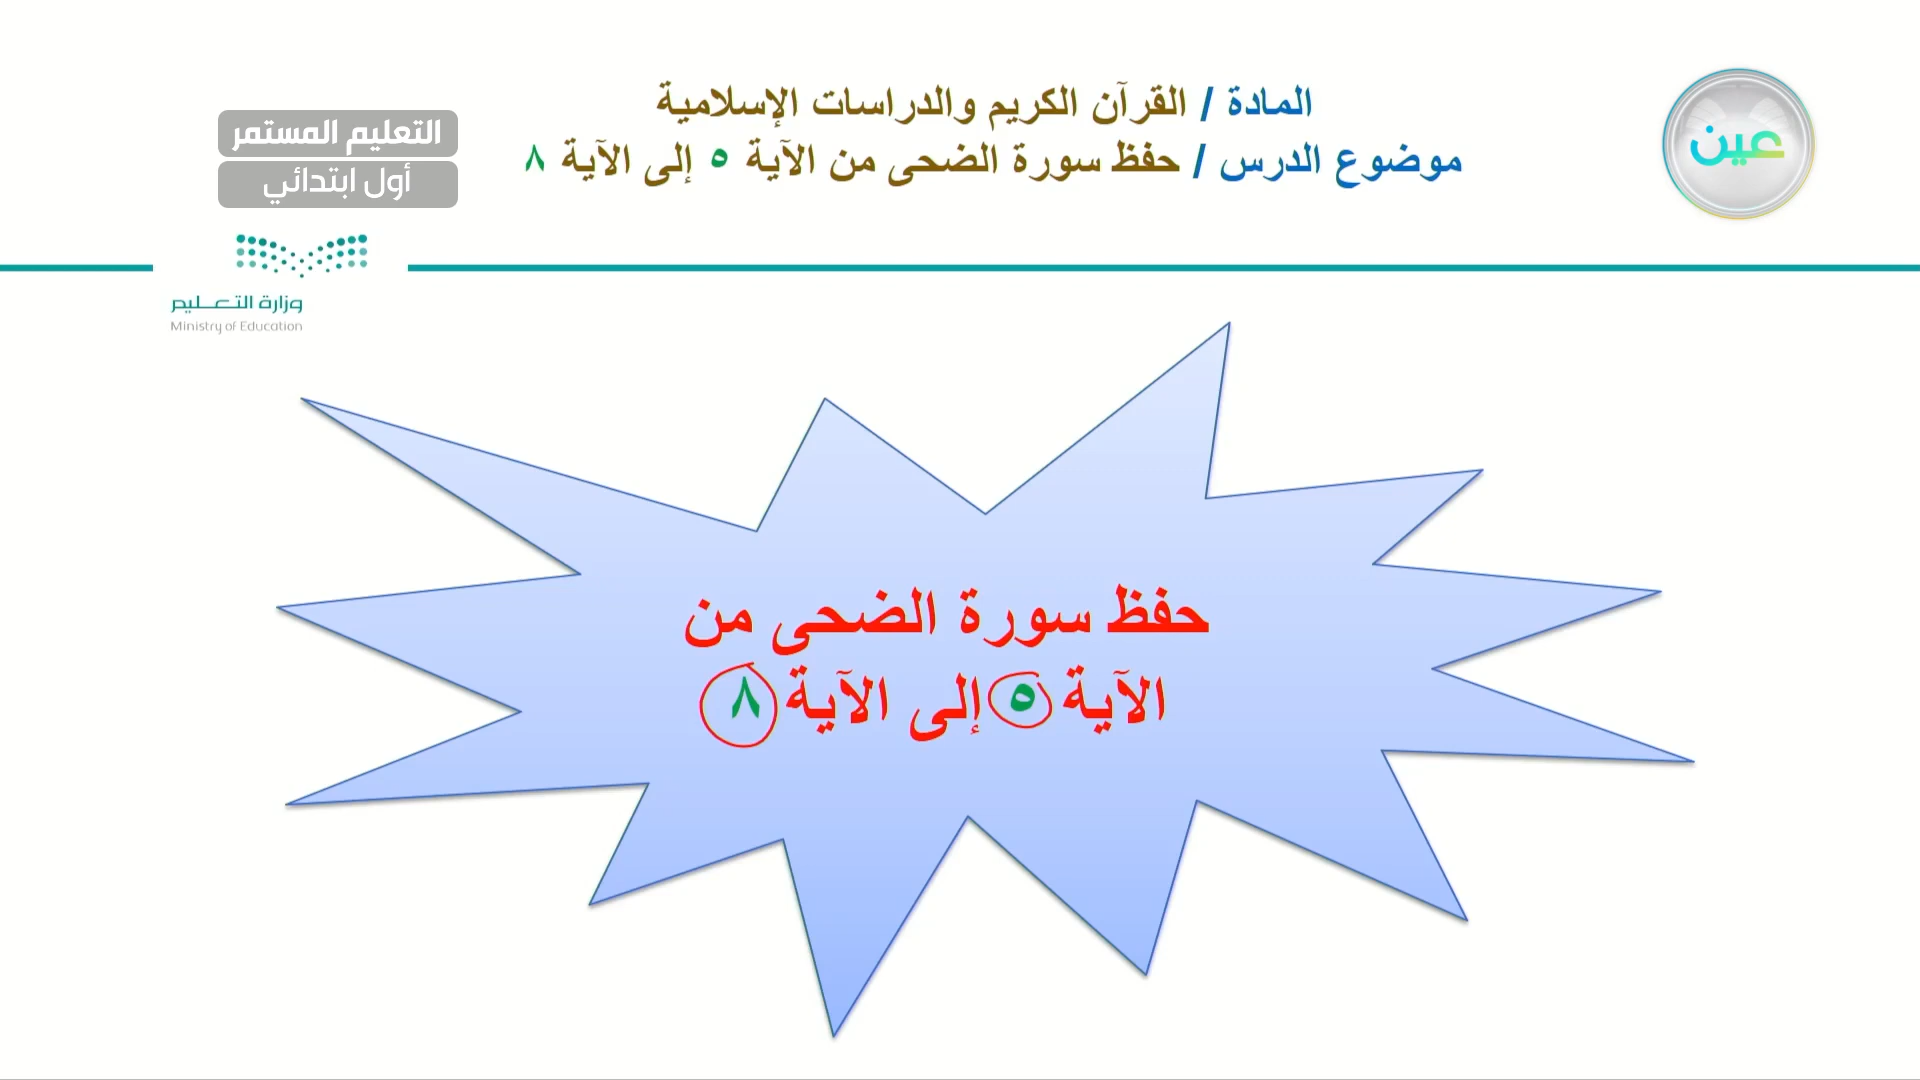 المادة / القرآن الكريم والدراسات الإسلامية
موضوع الدرس / حفظ سورة الضحى من الآية ٥ إلى الآية ٨
عين
التعليم المستمر
أول ابتدائي
وزارة التعليم
Ministry of Education
حفظ سورة الضحى من
الآية ٥ إلى الآية ٨